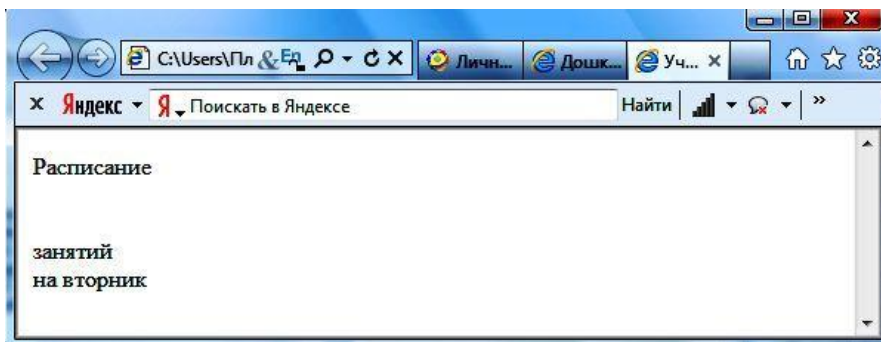 C:\Users\Пл
Личн...
Дошк...
Уч...
Яндекс
Я Поискать в Яндексе
Найти
Расписание
занятий
на вторник